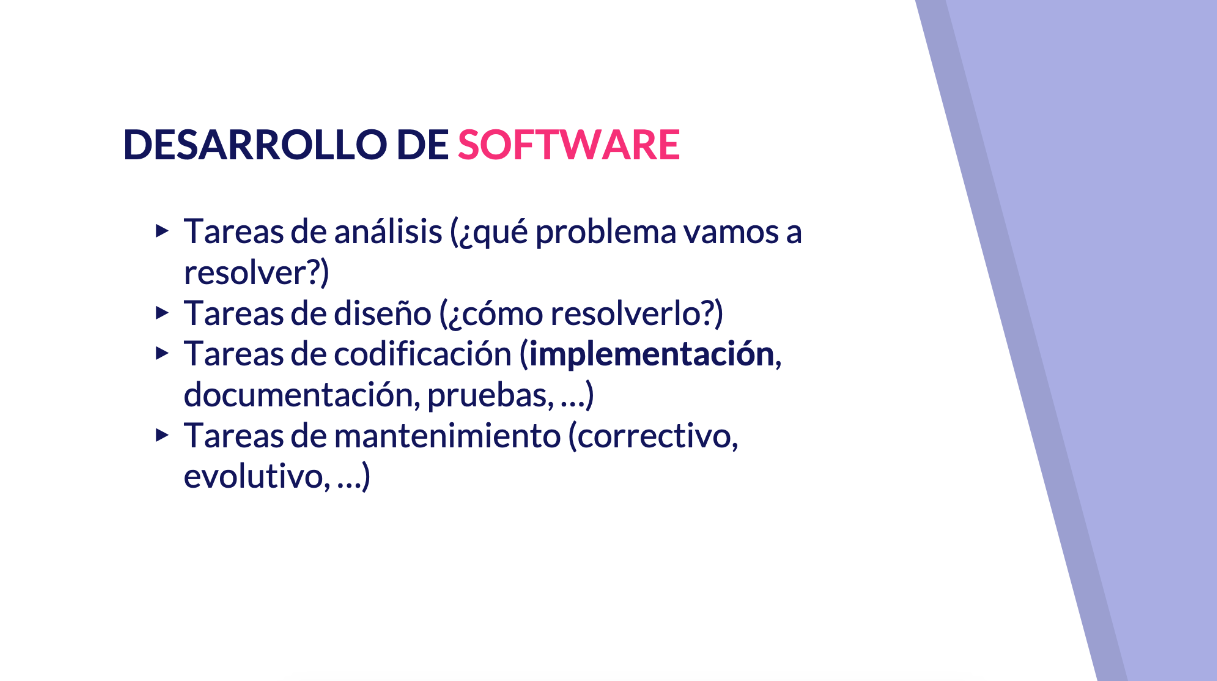 DESARROLLO DE SOFTWARE
▸ Tareas de análisis (¿qué problema vamos a
resolver?)
▸ Tareas de diseño (¿cómo resolverlo?)
▸ Tareas de codificación (implementación,
documentación, pruebas, ...)
▸ Tareas de mantenimiento (correctivo,
evolutivo, ...)